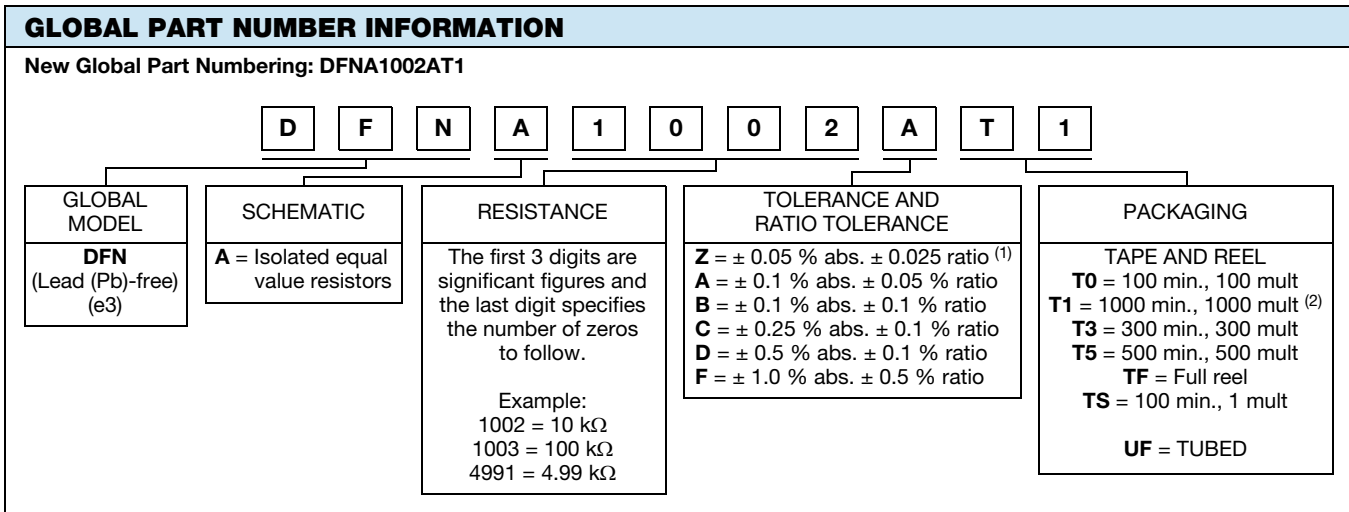 GLOBAL PART NUMBER INFORMATION
New Global Part Numbering: DFNA1002AT1
D F N A 1 0 0 2 A T 1
GLOBAL
MODEL
DFN
(Lead (Pb)-free)
(e3)
SCHEMATIC
A = Isolated equal
value resistors
RESISTANCE
The first 3 digits are
significant figures and
the last digit specifies
the number of zeros
to follow.
Example:
1002 = 10 kΩ
1003 = 100 kΩ
4991 = 4.99 kΩ
TOLERANCE AND
RATIO TOLERANCE
Z = ± 0.05 % abs. ± 0.025 ratio (1)
A = ± 0.1 % abs. ± 0.05 % ratio
B = ± 0.1 % abs. ± 0.1 % ratio
C = ± 0.25 % abs. ± 0.1 % ratio
D = ± 0.5 % abs. ± 0.1 % ratio
F = ± 1.0 % abs. ± 0.5 % ratio
PACKAGING
TAPE AND REEL
T0 = 100 min., 100 mult
T1 = 1000 min., 1000 mult (2)
T3 = 300 min., 300 mult
T5 = 500 min., 500 mult
TF = Full reel
TS = 100 min., 1 mult
UF = TUBED